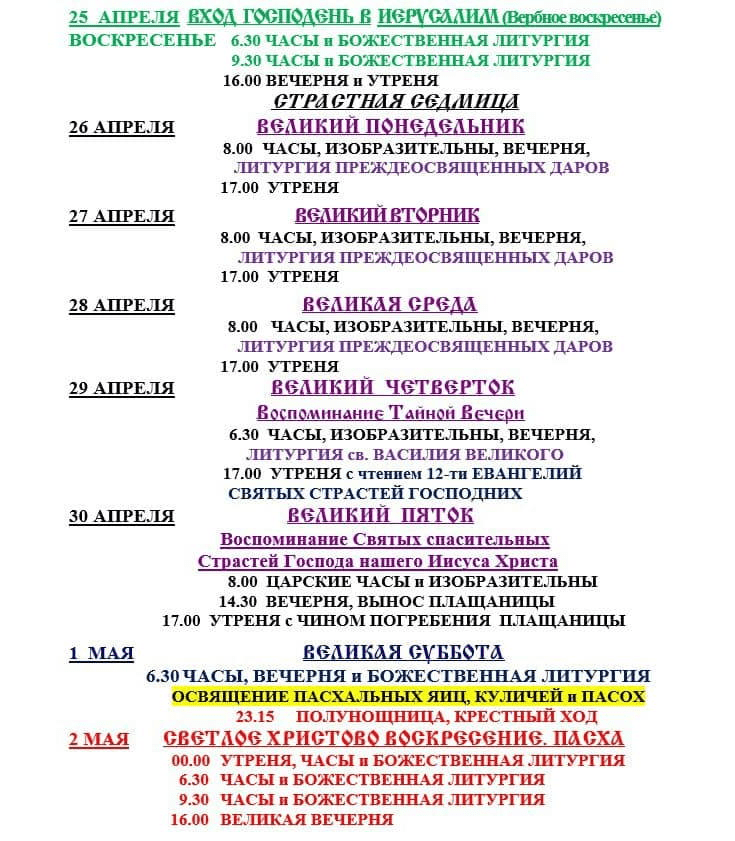 25 АПРЕЛЯ ВХОД ГОСПОДЕНЬ В ИЕРУСАЛИМ (Вербное воскресенье)
ВОСКРЕСЕНЬЕ 6.30 ЧАСЫ и БОЖЕСТВЕННАЯ ЛИТУРГИЯ
9.30 ЧАСЫ и БОЖЕСТВЕННАЯ ЛИТУРГИЯ
16.00 ВЕЧЕРНЯ и УТРЕНЯ
СТРАСТНАЯ СЕДМИЦА
26 АПРЕЛЯ ВЕЛИКИЙ ПОНЕДЕЛЬНИК
8.00 ЧАСЫ, ИЗОБРАЗИТЕЛЬНЫ, ВЕЧЕРНЯ,
ЛИТУРГИЯ ПРЕЖДЕОСВЯЩЕННЫХ ДАРОВ
17.00 УТРЕНЯ
27 АПРЕЛЯ ВЕЛИКИЙ ВТОРНИК
8.00 ЧАСЫ, ИЗОБРАЗИТЕЛЬНЫ, ВЕЧЕРНЯ,
ЛИТУРГИЯ ПРЕЖДЕОСВЯЩЕННЫХ ДАРОВ
17.00 УТРЕНЯ
28 АПРЕЛЯ ВЕЛИКАЯ СРЕДА
8.00 ЧАСЫ, ИЗОБРАЗИТЕЛЬНЫ, ВЕЧЕРНЯ,
ЛИТУРГИЯ ПРЕЖДЕОСВЯЩЕННЫХ ДАРОВ
17.00 УТРЕНЯ
29 АПРЕЛЯ ВЕЛИКИЙ ЧЕТВЕРТОК
Воспоминание Тайной Вечери
6.30 ЧАСЫ, ИЗОБРАЗИТЕЛЬНЫ, ВЕЧЕРНЯ,
ЛИТУРГИЯ св. ВАСИЛИЯ ВЕЛИКОГО
17.00 УТРЕНЯ с чтением 12-ти ЕВАНГЕЛИЙ
СВЯТЫХ СТРАСТЕЙ ГОСПОДНИХ
30 АПРЕЛЯ ВЕЛИКИЙ ПЯТОК
Воспоминание Святых спасительных
Страстей Господа нашего Иисуса Христа
8.00 ЦАРСКИЕ ЧАСЫ и ИЗОБРАЗИТЕЛЬНЫ
14.30 ВЕЧЕРНЯ, ВЫНОС ПЛАЩАНИЦЫ
17.00 УТРЕНЯ с ЧИНОМ ПОГРЕБЕНИЯ ПЛАЩАНИЦЫ
1 МАЯ ВЕЛИКАЯ СУББОТА
6.30 ЧАСЫ, ВЕЧЕРНЯ и БОЖЕСТВЕННАЯ ЛИТУРГИЯ
ОСВЯЩЕНИЕ ПАСХАЛЬНЫХ ЯИЦ, КУЛИЧЕЙ и ПАСОХ
23.15 ПОЛУНОЩНИЦА, КРЕСТНЫЙ ХОД
2 МАЯ СВЕТЛОЕ ХРИСТОВО ВОСКРЕСЕНИЕ. ПАСХА
00.00 УТРЕНЯ, ЧАСЫ и БОЖЕСТВЕННАЯ ЛИТУРГИЯ
6.30 ЧАСЫ и БОЖЕСТВЕННАЯ ЛИТУРГИЯ
9.30 ЧАСЫ и БОЖЕСТВЕННАЯ ЛИТУРГИЯ
16.00 ВЕЛИКАЯ ВЕЧЕРНЯ